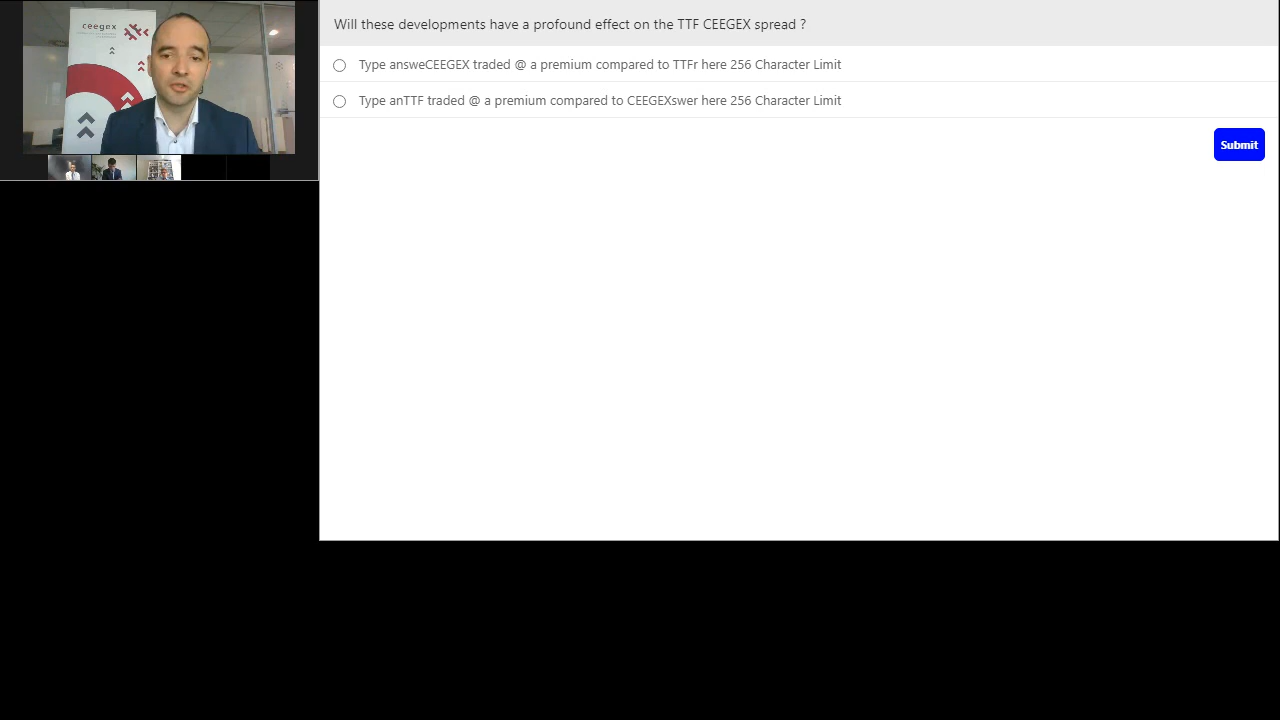 ceegex
Will these developments have a profound effect on the TTF CEEGEX spread ?
Type answeCEEGEX traded @ a premium compared to TTFr here 256 Character Limit
Type anTTF traded @ a premium compared to CEEGEXswer here 256 Character Limit
Submit